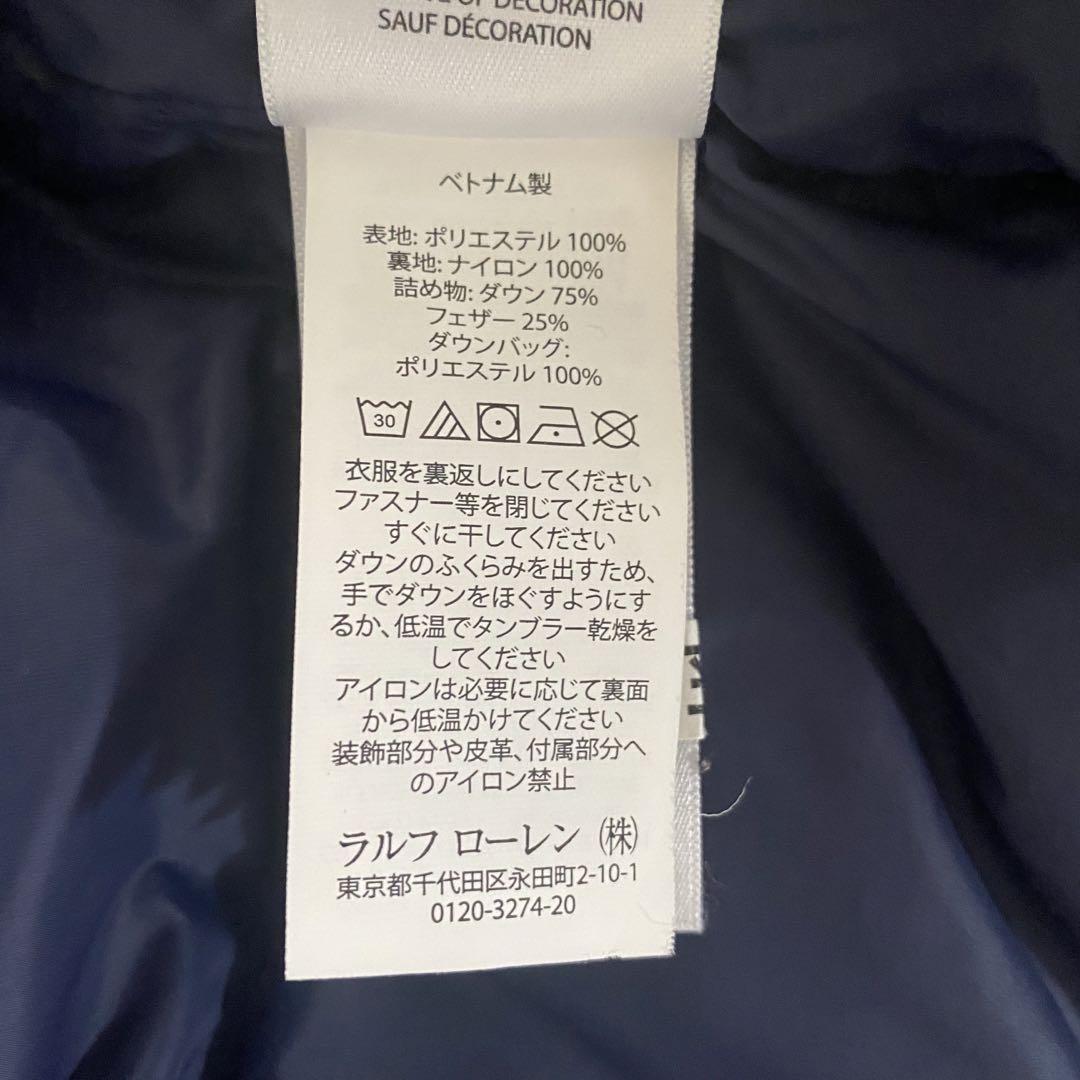 OF DECORATION
SAUF DÉCORATION
ベトナム製
表地: ポリエステル 100%
裏地: ナイロン 100%
詰め物: ダウン 75%
フェザー 25%
ダウンバッグ:
ポリエステル 100%
30
衣服を裏返しにしてください
ファスナー等を閉じてください
すぐに干してください
ダウンのふくらみを出すため、
手でダウンをほぐすようにす
るか、低温でタンブラー乾燥を
してください
アイロンは必要に応じて裏面
から低温かけてください
装飾部分や皮革、付属部分へ
のアイロン禁止
ラルフ ローレン ㈱
東京都千代田区永田町2-10-1
0120-3274-20